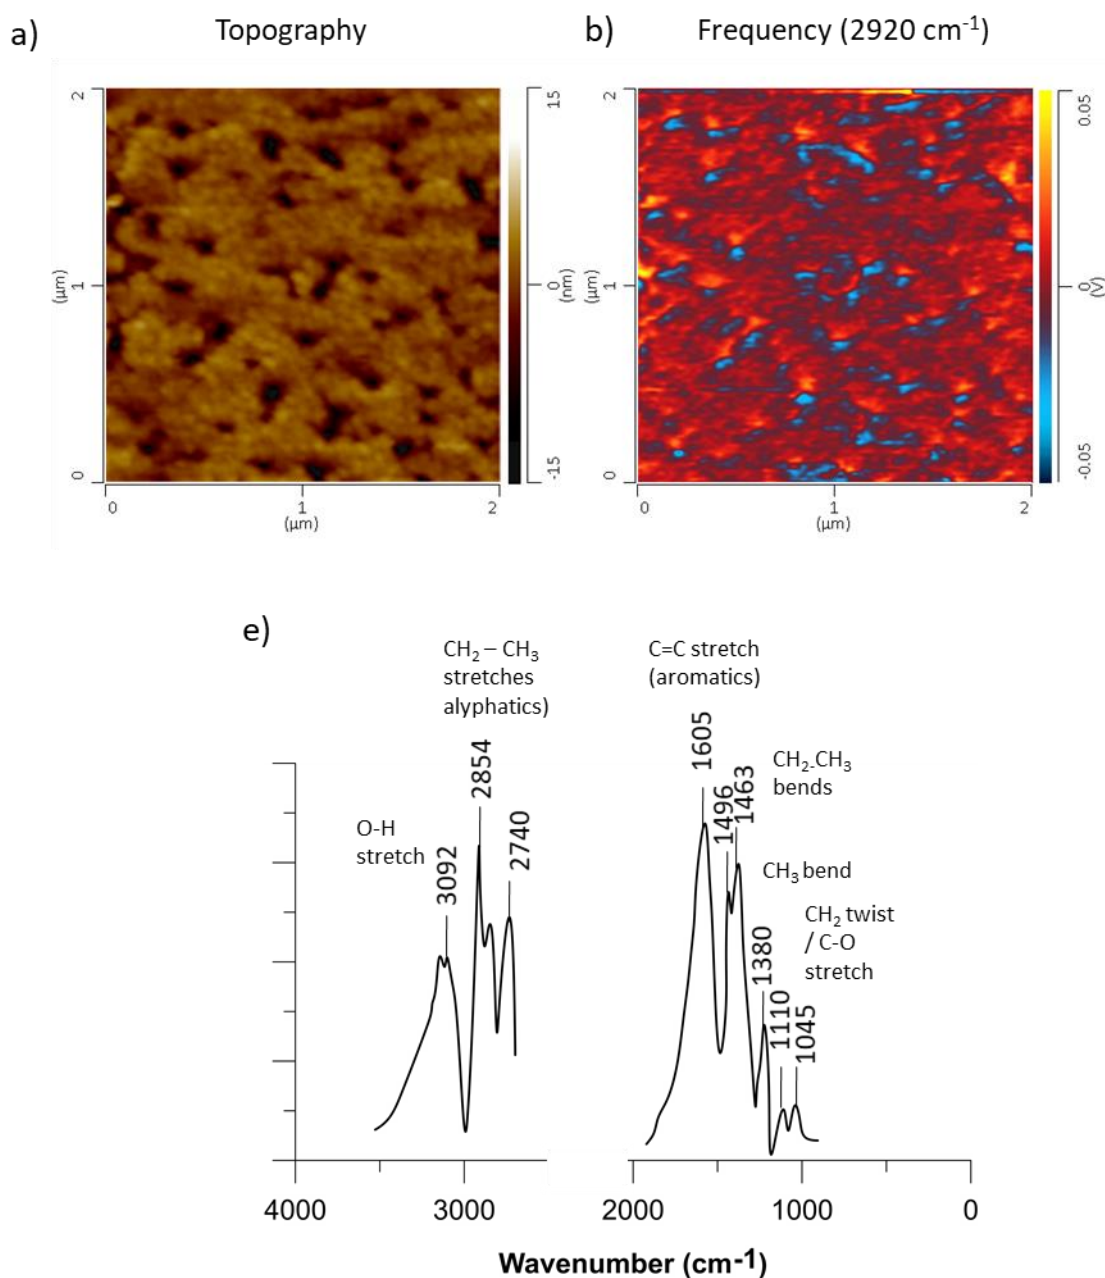 a)
Topography
2
1
0
(µm)
0
1
2
(µm)
15
0
(nm)
-15
b)
Frequency (2920 cm-1)
2
1
0
(µm)
0
1
2
(µm)
0.05
0
(V)
-0.05
e)
CH2 – CH3
stretches
alyphatics)
C=C stretch
(aromatics)
O-H
stretch
3092
2854
2740
1605
1496
1463
CH2-CH3
bends
CH3 bend
CH2 twist
/ C-O
stretch
1380
1110
1045
4000
3000
2000
1000
0
Wavenumber (cm-1)